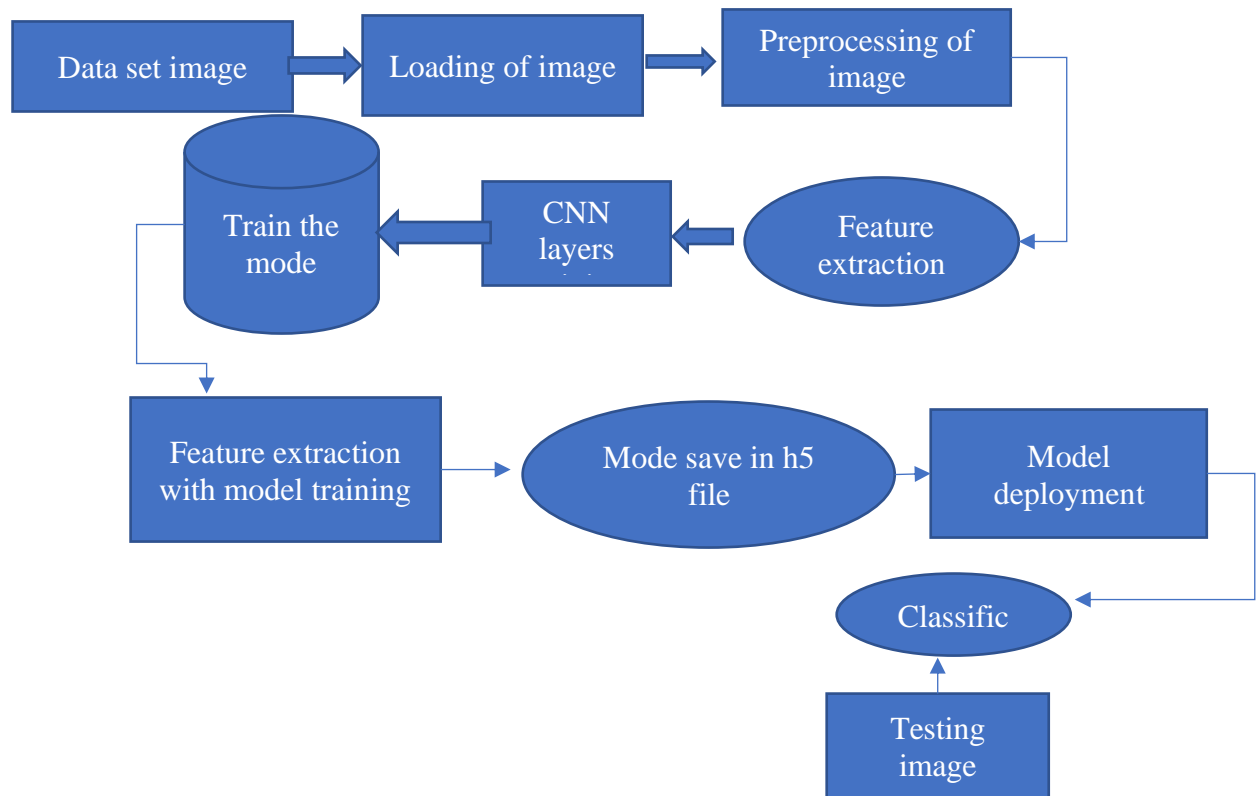 Data set image
Loading of image
Preprocessing of
image
Train the
mode
CNN
layers
Feature
extraction
Feature extraction
with model training
Mode save in h5
file
Model
deployment
Classific
Testing
image